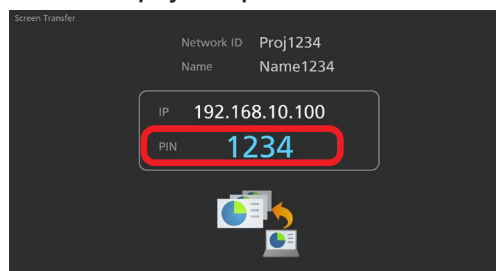 Screen Transfer
Network ID Proj1234
Name Name1234
IP 192.168.10.100
PIN 1234